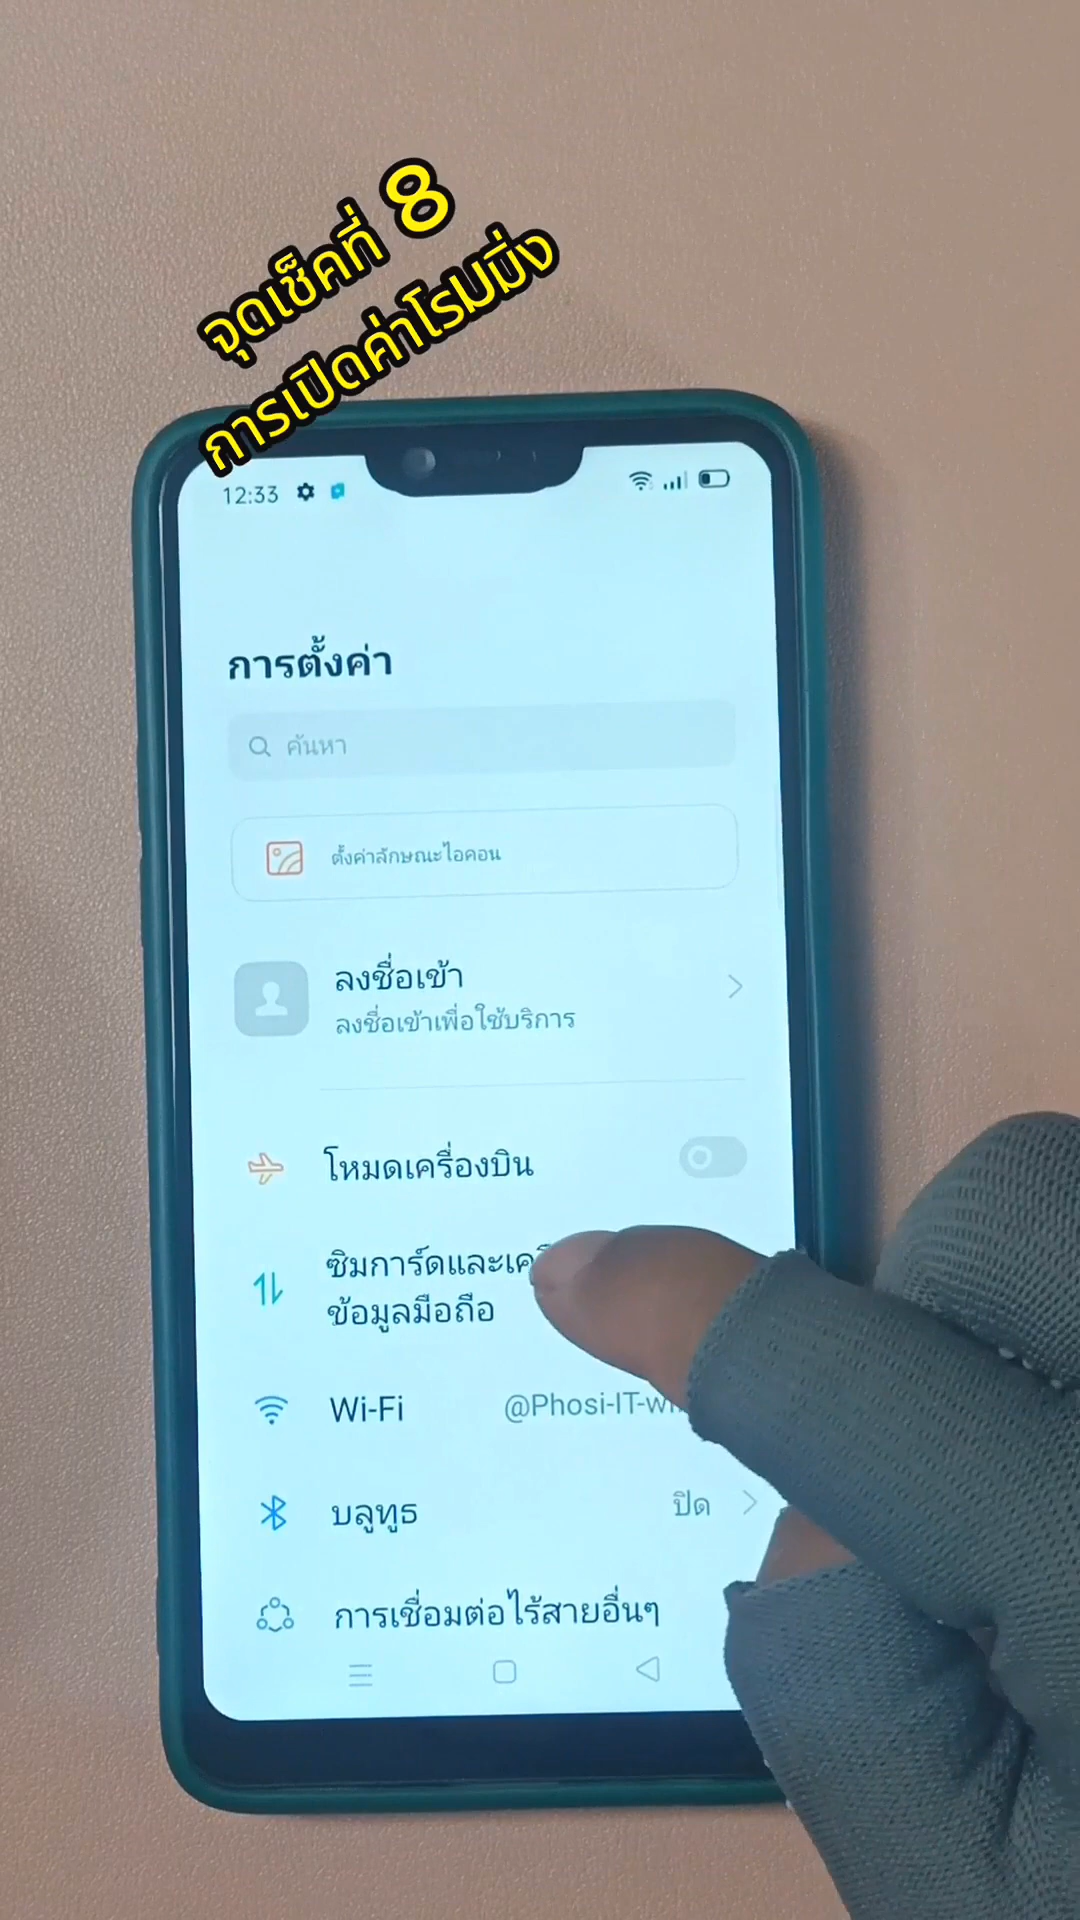 จุดเช็คที่ 8
การเปิดค่าโรมมิ่ง
12:33
การตั้งค่า
ค้นหา
ตั้งค่าลักษณะไอคอน
ลงชื่อเข้า
ลงชื่อเข้าเพื่อใช้บริการ
โหมดเครื่องบิน
ซิมการ์ดและ
ข้อมูลมือถือ
Wi-Fi @Phosi-IT-
บลูทูธ ปิด
การเชื่อมต่อไร้สายอื่นๆ